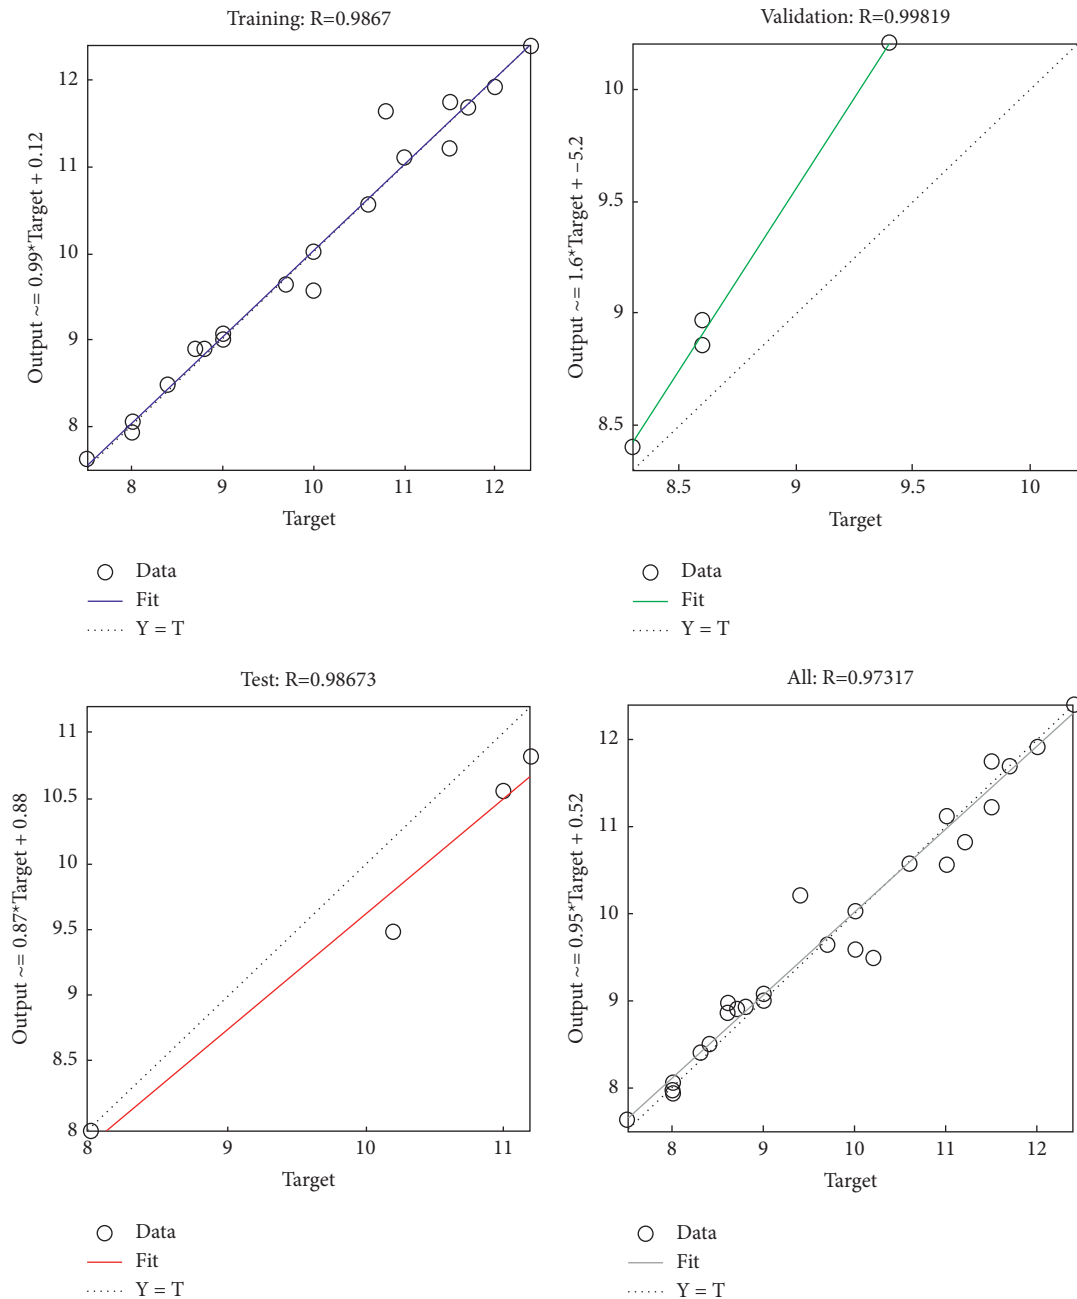 Training: R=0.9867
12
11
10
9
8
Output ~= 0.99*Target + 0.12
8 9 10 11 12
Target
Data
Fit
Y = T
Validation: R=0.99819
10
9.5
9
8.5
Output ~= 1.6*Target + −5.2
8.5 9 9.5 10
Target
Data
Fit
Y = T
Test: R=0.98673
11
10.5
10
9.5
9
8.5
8
Output ~= 0.87*Target + 0.88
8 9 10 11
Target
Data
Fit
Y = T
All: R=0.97317
12
11
10
9
8
Output ~= 0.95*Target + 0.52
8 9 10 11 12
Target
Data
Fit
Y = T